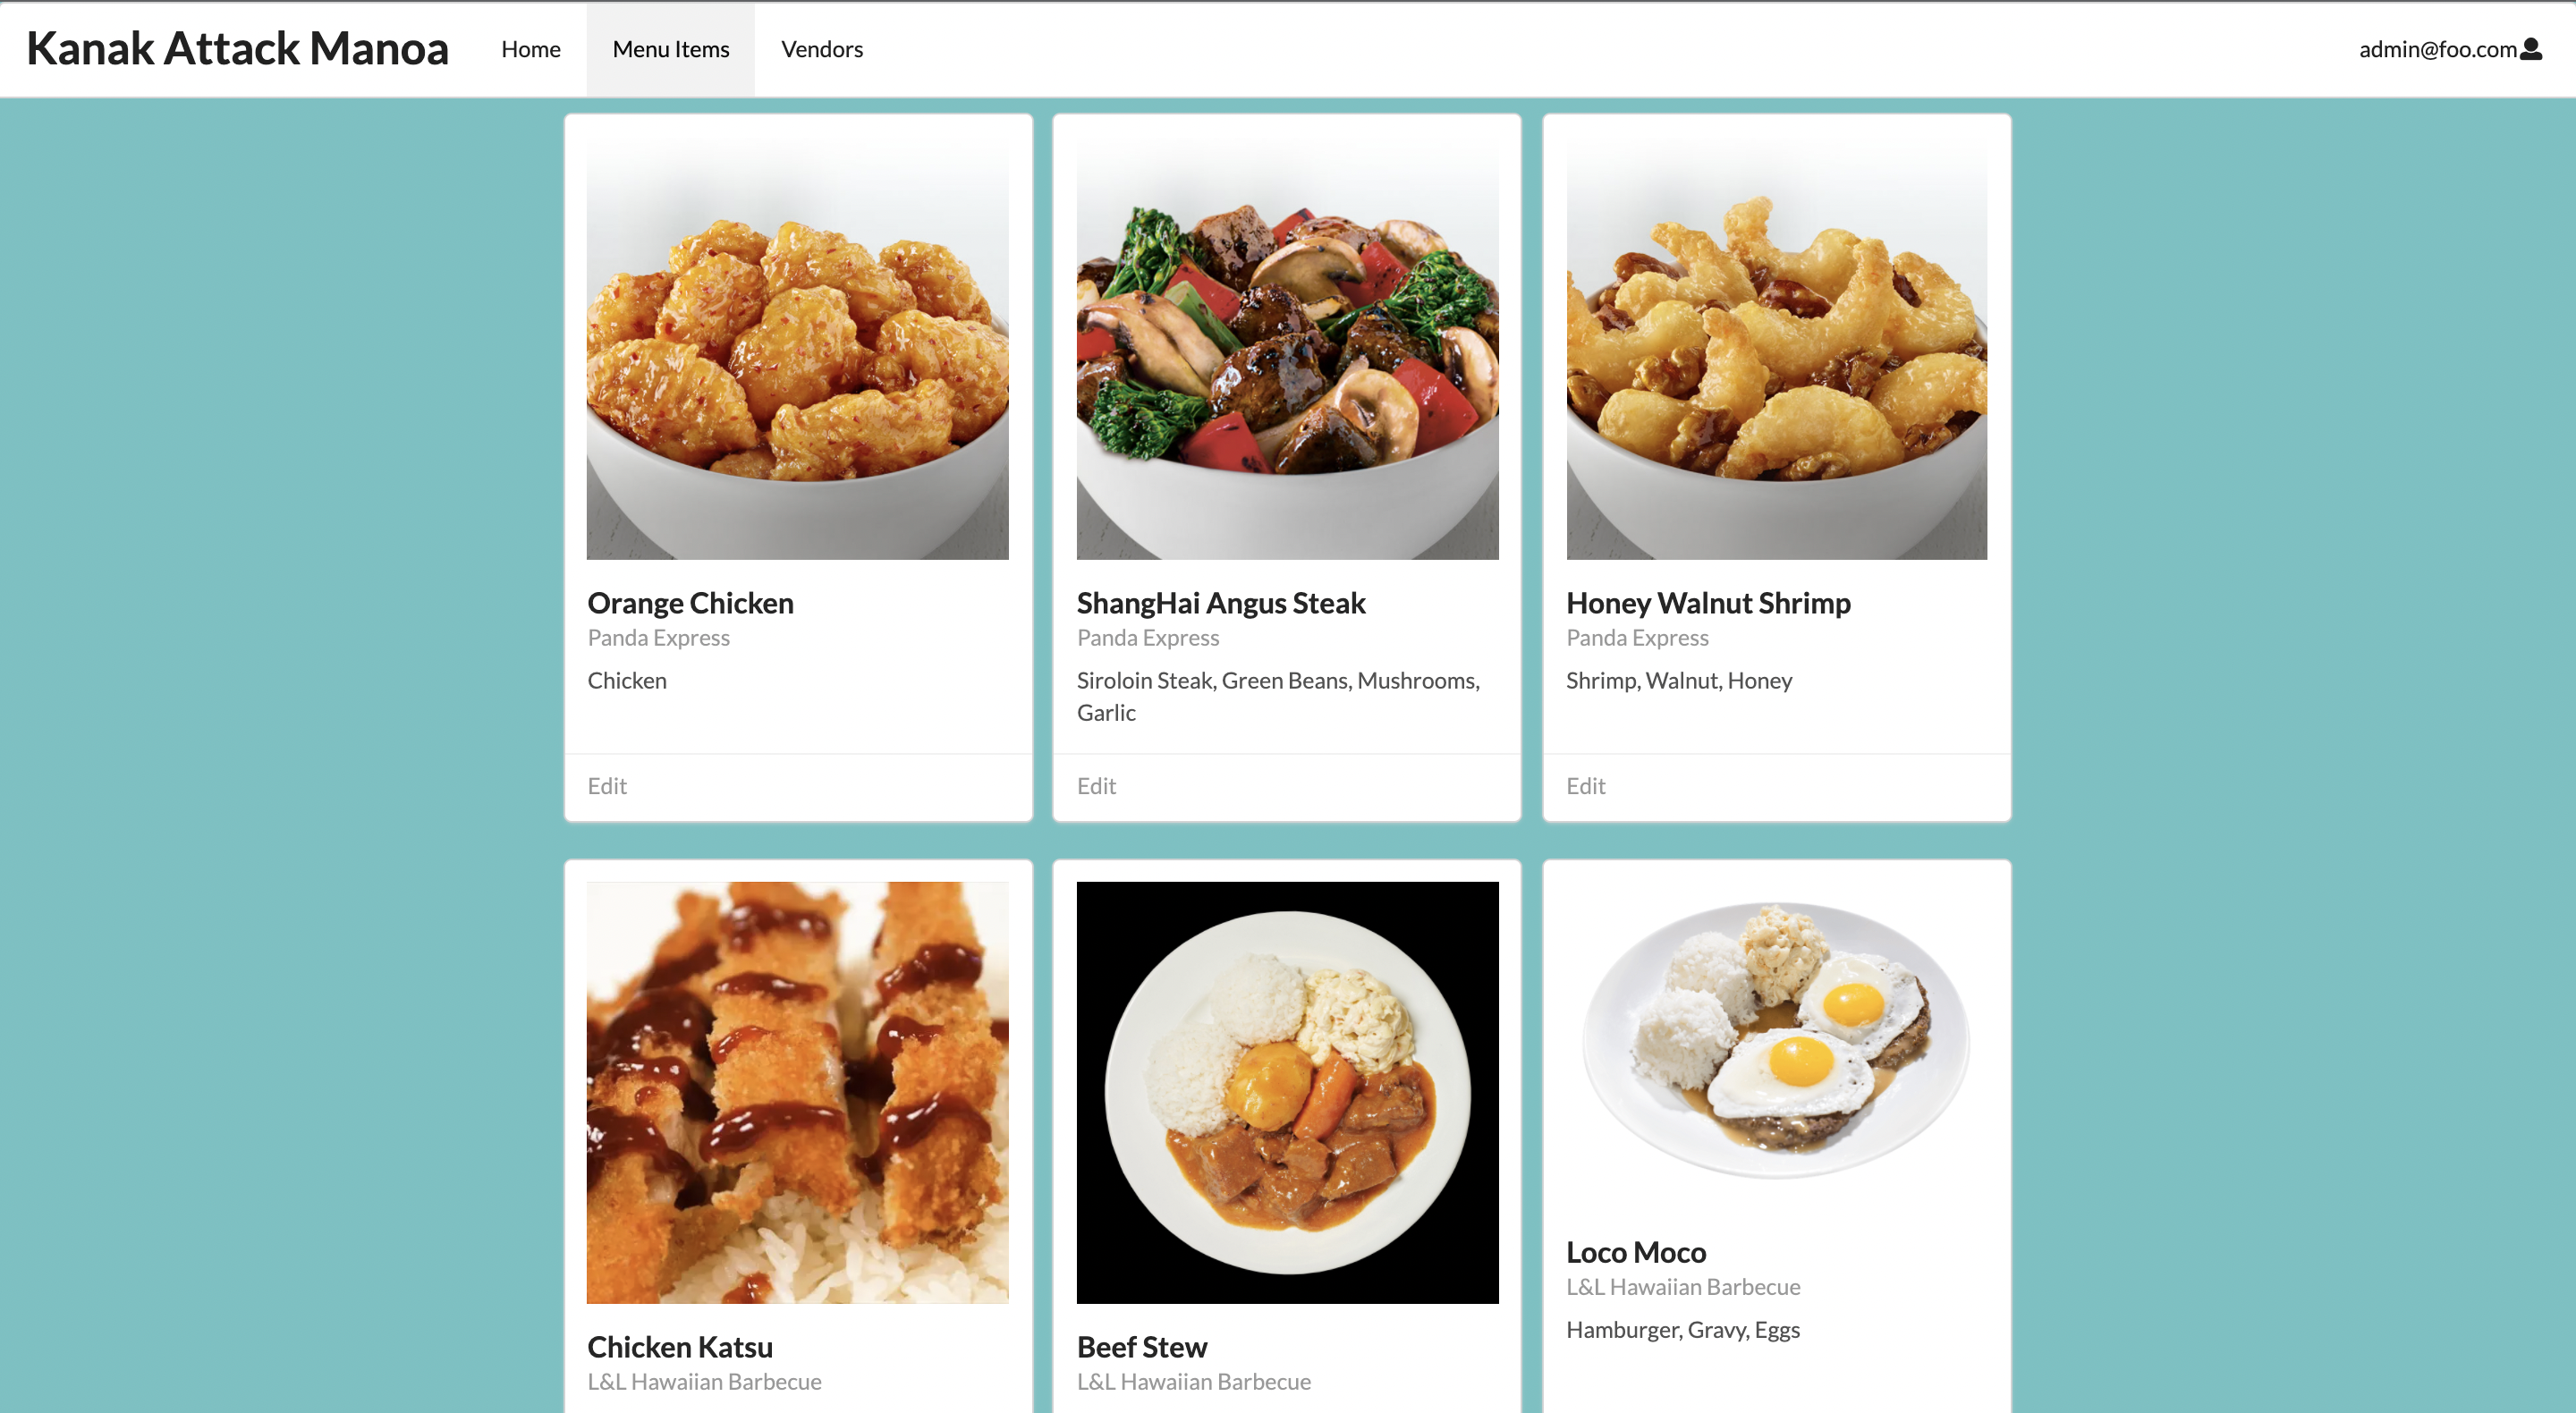 Kanak Attack Manoa
Home
Menu Items
Vendors
admin@foo.com
Orange Chicken
Panda Express
Chicken
Edit
ShangHai Angus Steak
Panda Express
Siroloin Steak, Green Beans, Mushrooms,
Garlic
Edit
Honey Walnut Shrimp
Panda Express
Shrimp, Walnut, Honey
Edit
Chicken Katsu
L&L Hawaiian Barbecue
Beef Stew
L&L Hawaiian Barbecue
Loco Moco
L&L Hawaiian Barbecue
Hamburger, Gravy, Eggs